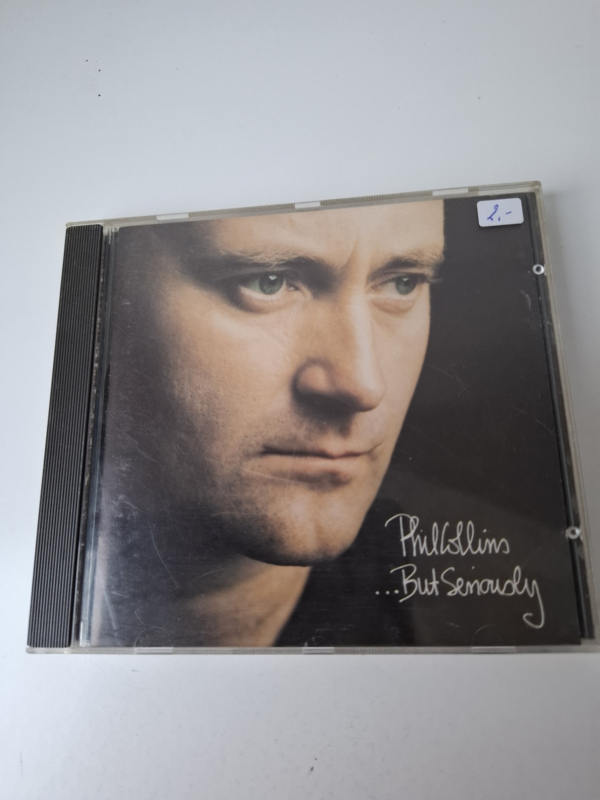 2,-
Phil Collins
...But Seriously